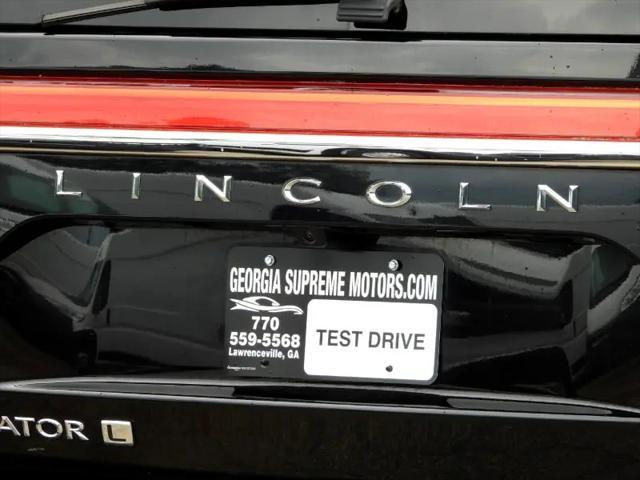 LINCOLN
GEORGIA SUPREME MOTORS.COM
770
559-5568
Lawrenceville, GA
TEST DRIVE
ATOR L